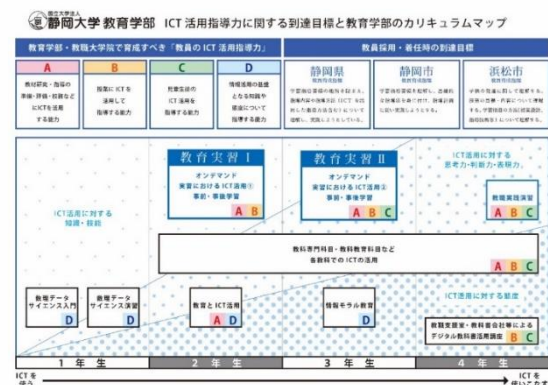 国立大学法人
静岡大学 教育学部 ICT 活用指導力に関する到達目標と教育学部のカリキュラムマップ
教育学部・教職大学院で育成すべき「教員の ICT 活用指導力」
教員採用・着任時の到達目標
A
教材研究・指導の
準備・評価・校務など
にICTを活用
する能力
B
授業にICTを
活用して
指導する能力
C
児童生徒の
ICT活用を
指導する能力
D
情報活用の基盤
となる知識や
態度について
指導する能力
静岡県
静岡市
浜松市
教育実習 Ⅰ
オンデマンド
実習におけるICT活用①
事前・事後学習
A B
教育実習 Ⅱ
オンデマンド
実習におけるICT活用②
事前・事後学習
A B C
ICT活用に対する
思考力・判断力・表現力
教職実践演習
A B C
ICT活用に対する
知識・技能
教科専門科目・教科教育科目など
各教科でのICTの活用
A B C
数理データ
サイエンス入門
D
数理データ
サイエンス演習
D
教育とICT活用
A D
情報モラル教育
D
ICT活用に対する態度
教職支援室・教科書会社等による
デジタル教科書活用講座
B C
1 年 生
2 年 生
3 年 生
4 年 生
ICT を
使う
ICT を
使いこなす